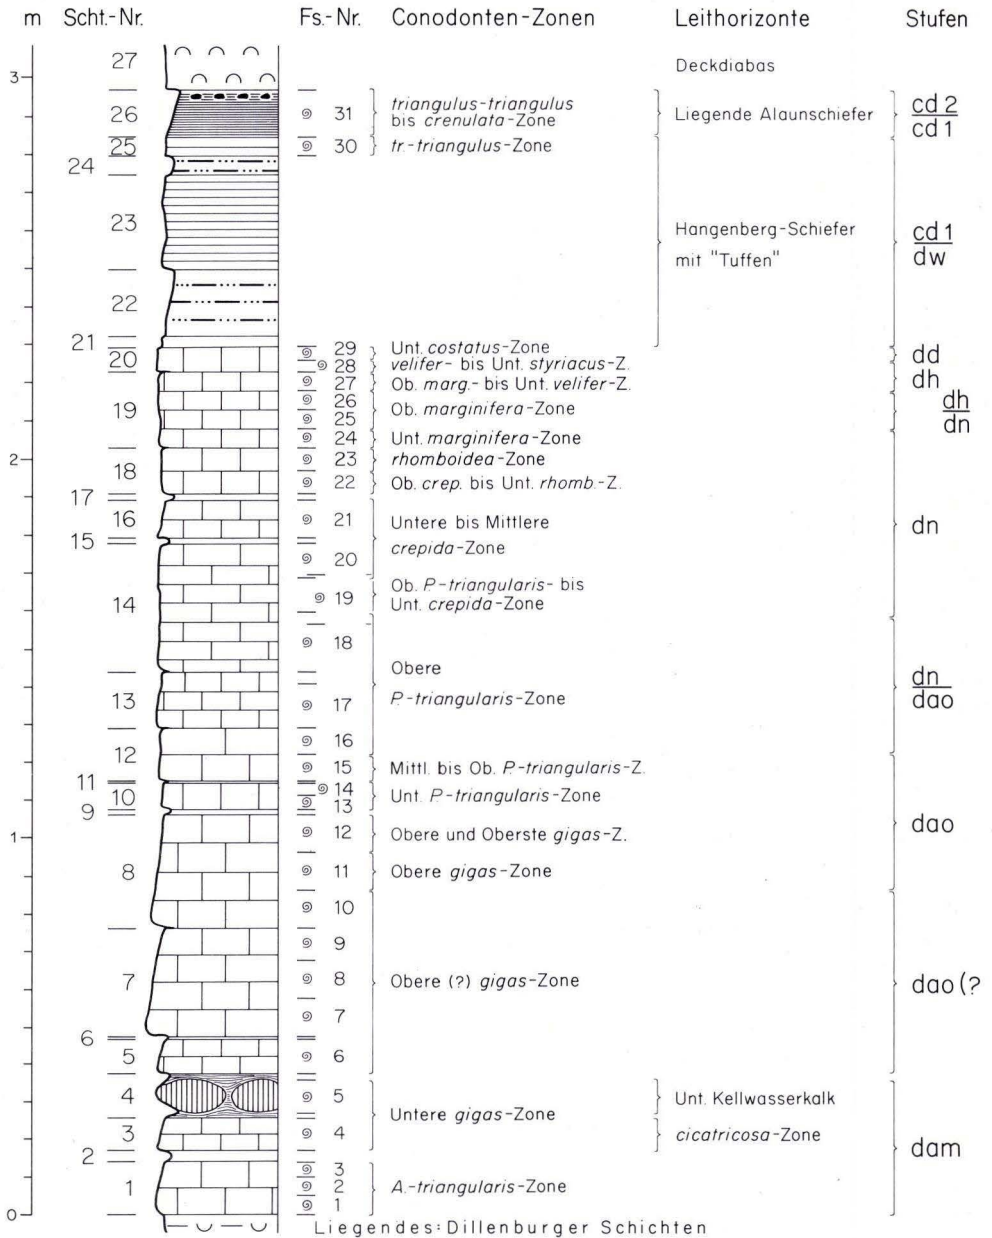 m Scht.-Nr. Fs.-Nr. Conodonten-Zonen Leithorizonte Stufen
27 Deckdiabas
3
26 31 triangulus-triangulus bis crenulata-Zone Liegende Alaunschiefer cd 2 cd 1
25 30 tr.-triangulus-Zone
24
23 Hangenberg-Schiefer mit "Tuffen" cd 1 dw
22
21 29 Unt. costatus-Zone dd
20 28 velifer- bis Unt. styriacus-Z.
27 Ob. marg.- bis Unt. velifer-Z. dh
19 26 Ob. marginifera-Zone dh dn
25
24 Unt. marginifera-Zone
2
18 23 rhomboidea-Zone
22 Ob. crep. bis Unt. rhomb.-Z.
17
16 21 Untere bis Mittlere dn
15
20 crepida-Zone
14 19 Ob. P.-triangularis- bis
Unt. crepida-Zone
18 Obere
13 17 P.-triangularis-Zone dn dao
16
12 15 Mittl. bis Ob. P.-triangularis-Z.
11 14
10 13 Unt. P.-triangularis-Zone
9
1 12 Obere und Oberste gigas-Z. dao
8 11 Obere gigas-Zone
10
9
7 8 Obere (?) gigas-Zone dao (?
7
6
5 6
4 5 Untere gigas-Zone Unt. Kellwasserkalk
3 4 cicatricosa-Zone
2 dam
3
1 2 A.-triangularis-Zone
1
0
Liegendes: Dillenburger Schichten